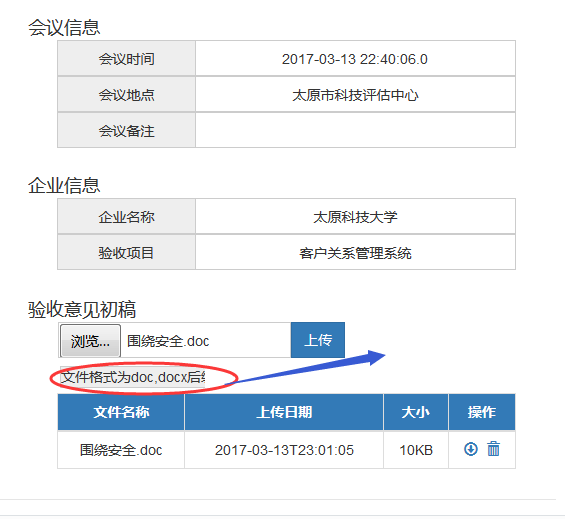 会议信息
会议时间 2017-03-13 22:40:06.0
会议地点 太原市科技评估中心
会议备注
企业信息
企业名称 太原科技大学
验收项目 客户关系管理系统
验收意见初稿
浏览... 围绕安全.doc 上传
文件格式为doc,docx后
文件名称 上传日期 大小 操作
围绕安全.doc 2017-03-13T23:01:05 10KB